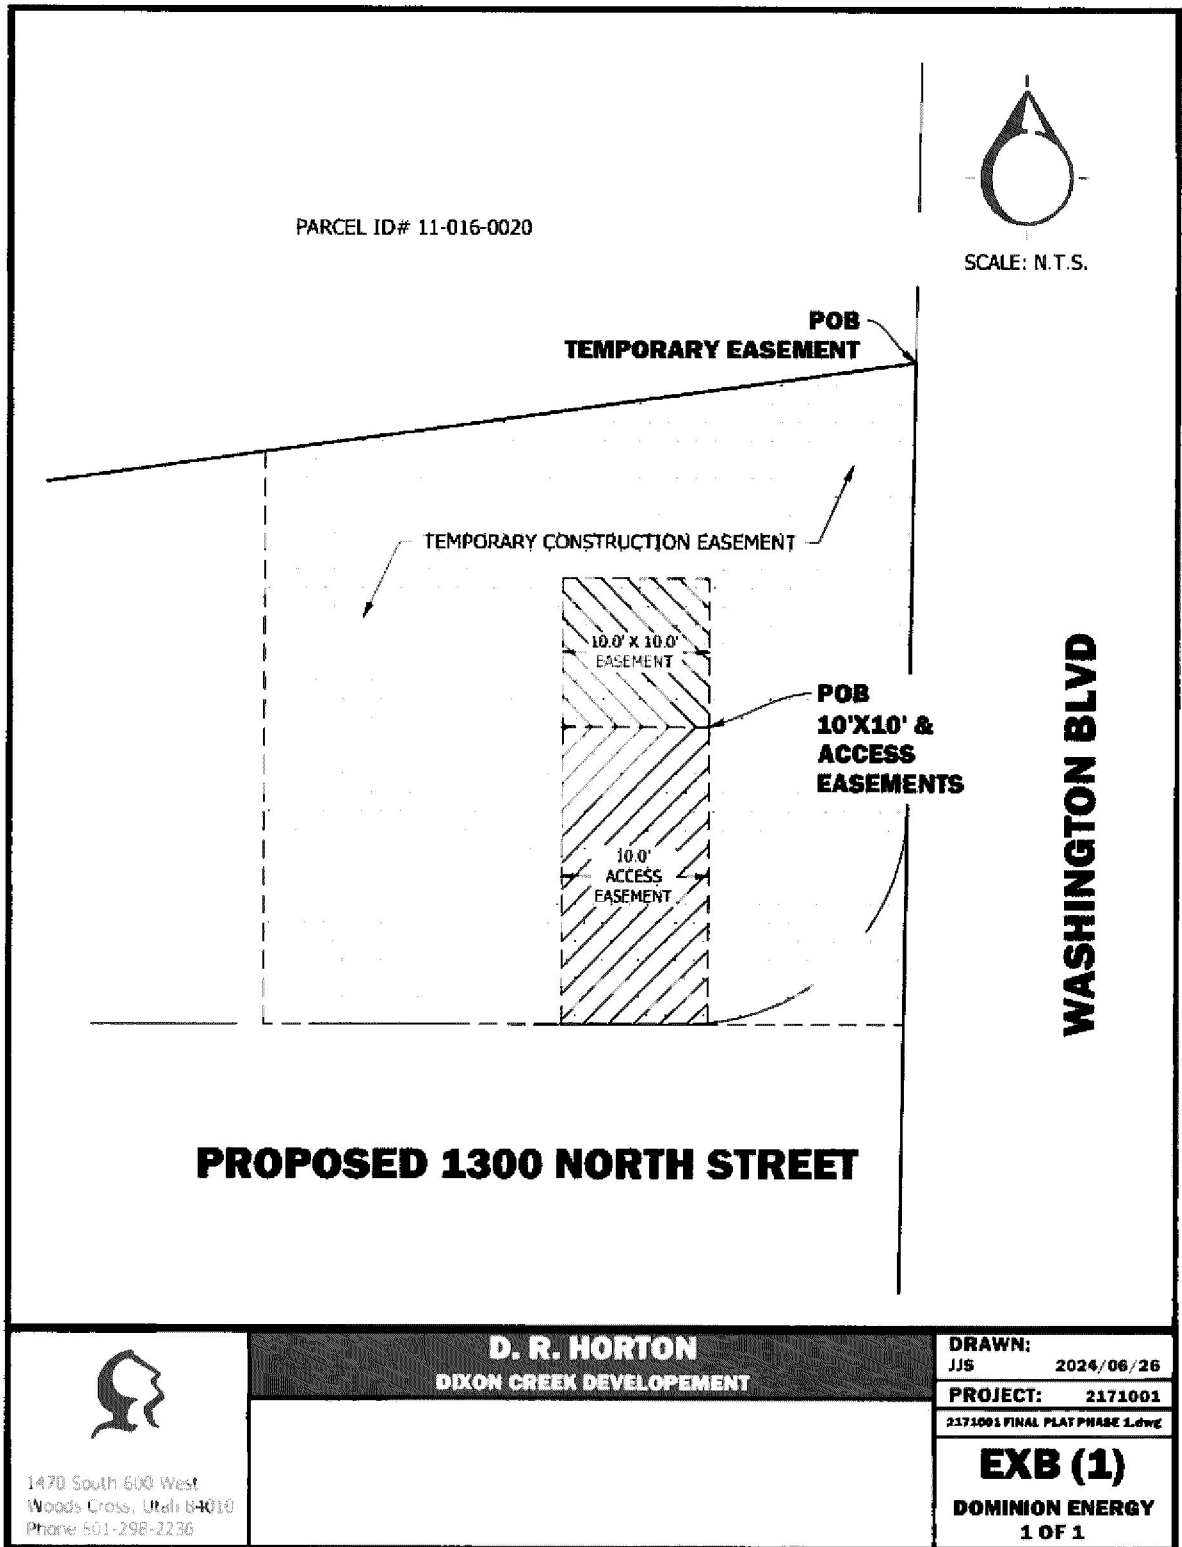 PARCEL ID# 11-016-0020
SCALE: N.T.S.
POB
TEMPORARY EASEMENT
TEMPORARY CONSTRUCTION EASEMENT
10.0' X 10.0'
EASEMENT
POB
10'X10' &
ACCESS
EASEMENTS
10.0'
ACCESS
EASEMENT
WASHINGTON BLVD
PROPOSED 1300 NORTH STREET
D. R. HORTON
DIXON CREEK DEVELOPEMENT
1470 South 600 West
Woods Cross, Utah 84010
Phone 801-298-2236
DRAWN:
JJS 2024/06/26
PROJECT: 2171001
2171001 FINAL PLAT PHASE 1.dwg
EXB (1)
DOMINION ENERGY
1 OF 1